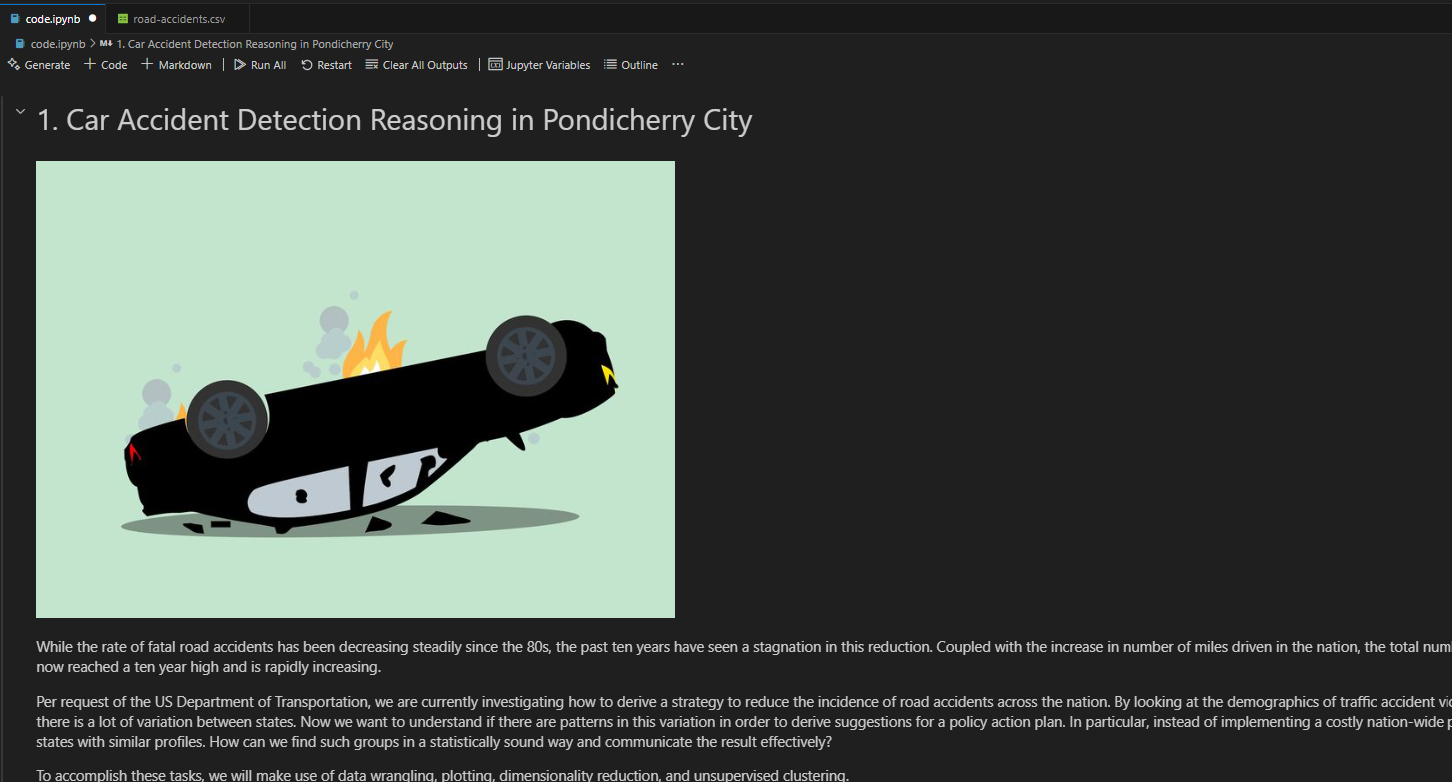 code.ipynb
road-accidents.csv
code.ipynb > M↓ 1. Car Accident Detection Reasoning in Pondicherry City
Generate + Code + Markdown | Run All Restart Clear All Outputs | Jupyter Variables Outline ...
1. Car Accident Detection Reasoning in Pondicherry City
While the rate of fatal road accidents has been decreasing steadily since the 80s, the past ten years have seen a stagnation in this reduction. Coupled with the increase in number of miles driven in the nation, the total
now reached a ten year high and is rapidly increasing.
Per request of the US Department of Transportation, we are currently investigating how to derive a strategy to reduce the incidence of road accidents across the nation. By looking at the demographics of traffic accident
there is a lot of variation between states. Now we want to understand if there are patterns in this variation in order to derive suggestions for a policy action plan. In particular, instead of implementing a costly nation-wide
states with similar profiles. How can we find such groups in a statistically sound way and communicate the result effectively?
To accomplish these tasks, we will make use of data wrangling, plotting, dimensionality reduction, and unsupervised clustering.